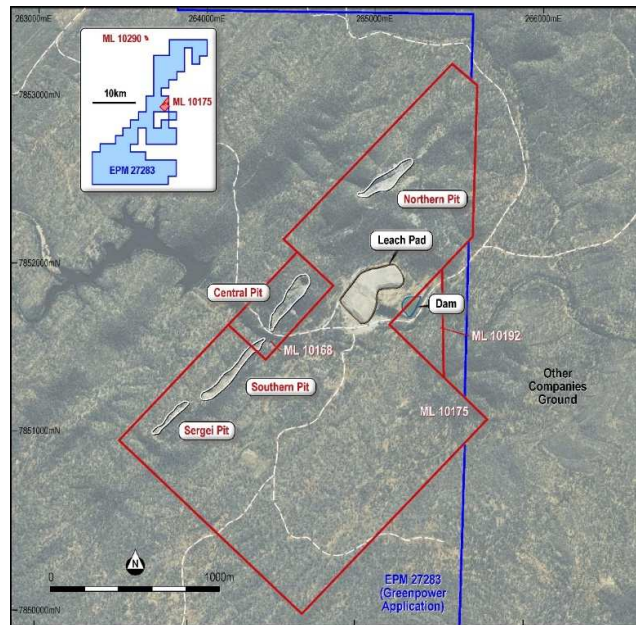 263000mE
264000mE
265000mE
266000mE
ML 10290
10km
ML 10175
EPM 27283
7853000mN
Northern Pit
Leach Pad
7852000mN
Central Pit
Dam
ML 10168
ML 10192
Other
Companies
Ground
Southern Pit
ML 10175
7851000mN
Sergei Pit
N
0
1000m
EPM 27283
(Greenpower
Application)
7850000mN